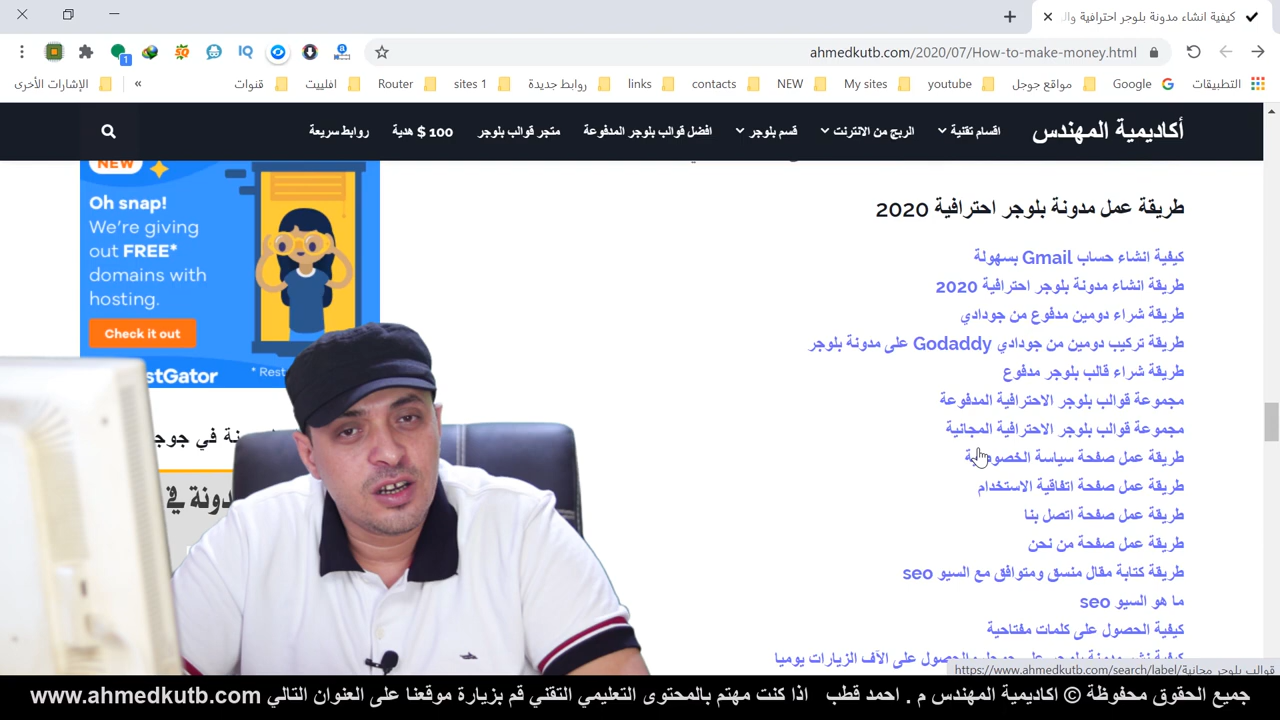 كيفية انشاء مدونة بلوجر احترافية وال
ahmedkutb.com/2020/07/How-to-make-money.html
التطبيقات
Google
مواقع جوجل
youtube
My sites
NEW
contacts
links
روابط جديدة
sites 1
Router
افلييت
قنوات
»
الإشارات الأخرى
أكاديمية المهندس
اقسام تقنية
الربح من الانترنت
قسم بلوجر
افضل قوالب بلوجر المدفوعة
متجر قوالب بلوجر
100 $ هدية
روابط سريعة
NEW
Oh snap!
We're giving
out FREE*
domains with
hosting.
Check it out
stGator
* Rest
طريقة عمل مدونة بلوجر احترافية 2020
كيفية انشاء حساب Gmail بسهولة
طريقة انشاء مدونة بلوجر احترافية 2020
طريقة شراء دومين مدفوع من جودادي
طريقة تركيب دومين من جودادي Godaddy على مدونة بلوجر
طريقة شراء قالب بلوجر مدفوع
مجموعة قوالب بلوجر الاحترافية المدفوعة
مجموعة قوالب بلوجر الاحترافية المجانية
طريقة عمل صفحة سياسة الخصوصية
طريقة عمل صفحة اتفاقية الاستخدام
طريقة عمل صفحة اتصل بنا
طريقة عمل صفحة من نحن
طريقة كتابة مقال منسق ومتوافق مع السيو seo
ما هو السيو seo
كيفية الحصول على كلمات مفتاحية
الحصول على الآف الزيارات يوميا
نة في جوج
دونة في
https://www.ahmedkutb.com/search/label/قوالب بلوجر مجانية
جميع الحقوق محفوظة © اكاديمية المهندس م . احمد قطب اذا كنت مهتم بالمحتوى التعليمي التقني قم بزيارة موقعنا على العنوان التالي www.ahmedkutb.com